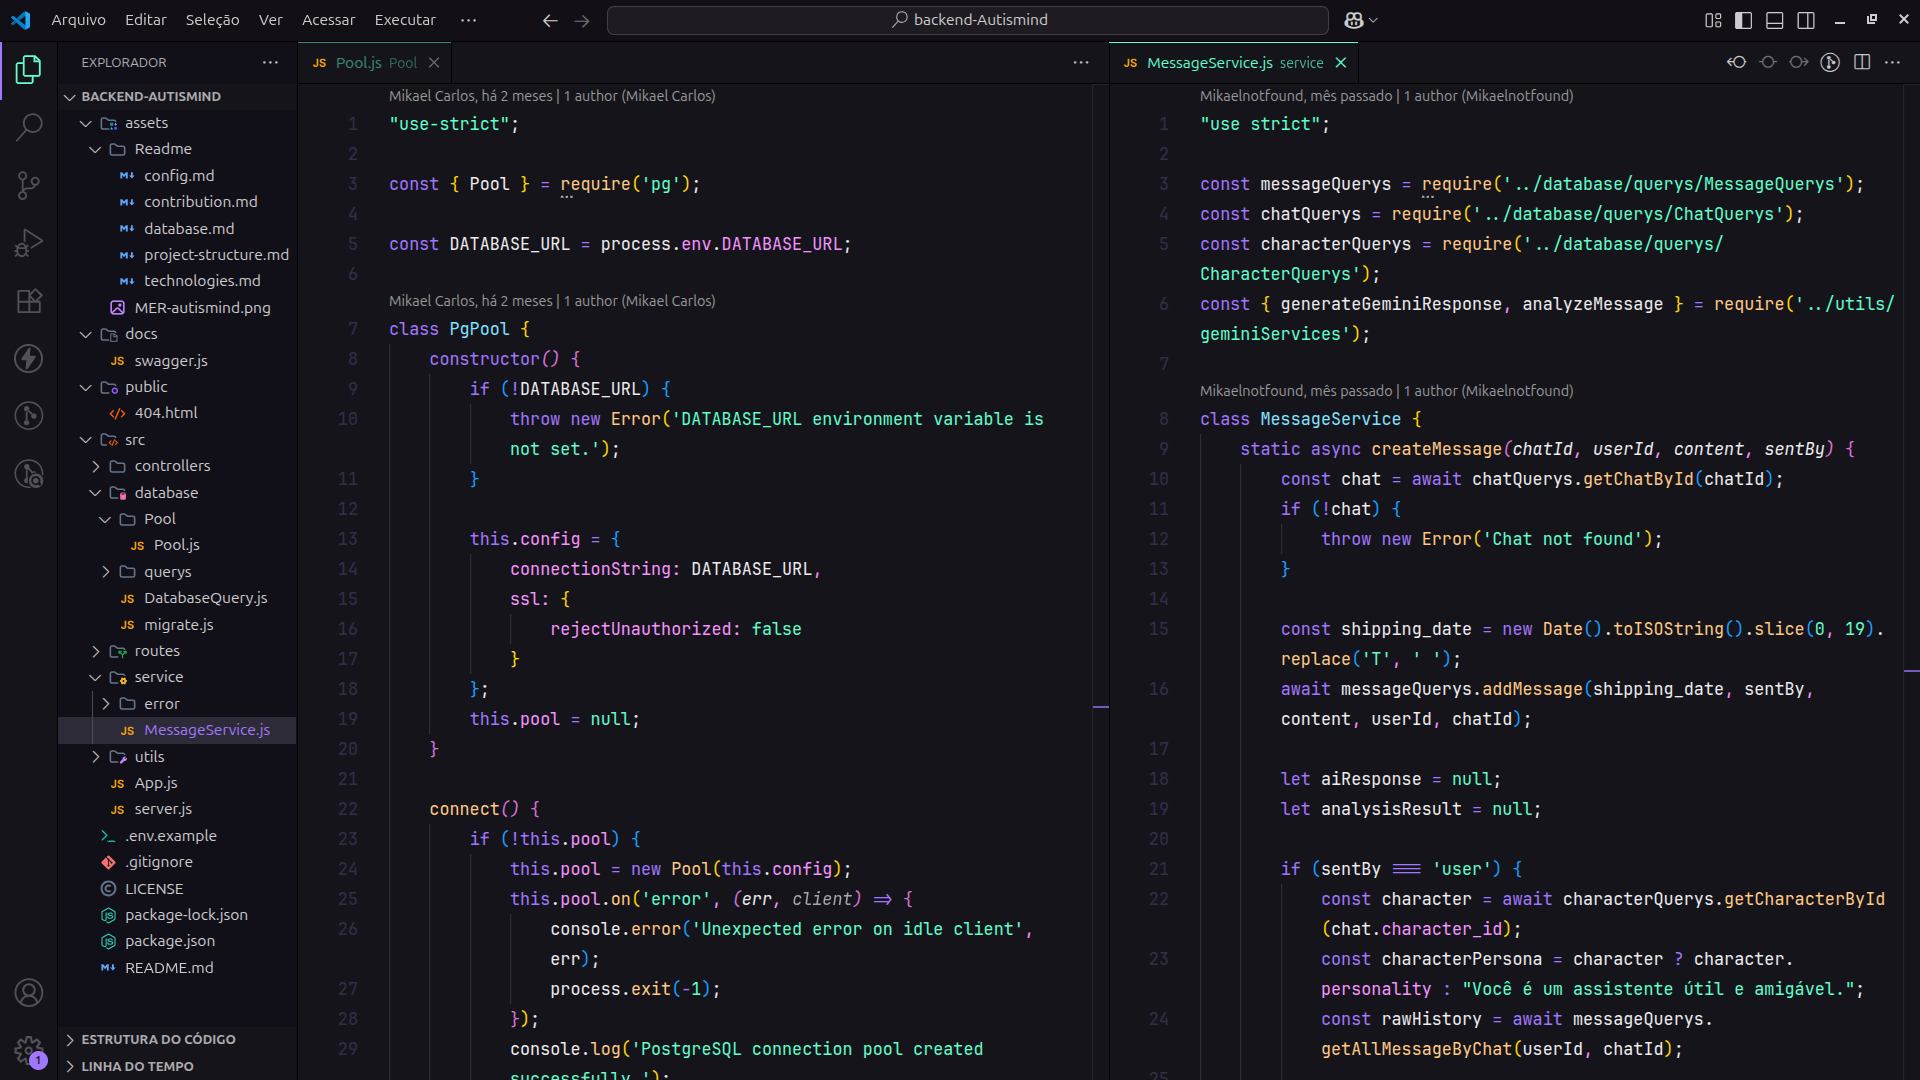 Arquivo Editar Seleção Ver Acessar Executar ···
backend-Autismind
EXPLORADOR ···
BACKEND-AUTISMIND
assets
Readme
config.md
contribution.md
database.md
project-structure.md
technologies.md
MER-autismind.png
docs
JS swagger.js
public
404.html
src
controllers
database
Pool
JS Pool.js
querys
JS DatabaseQuery.js
JS migrate.js
routes
service
error
JS MessageService.js
utils
JS App.js
JS server.js
.env.example
.gitignore
LICENSE
package-lock.json
package.json
README.md
ESTRUTURA DO CÓDIGO
LINHA DO TEMPO
1
JS Pool.js Pool
Mikael Carlos, há 2 meses | 1 author (Mikael Carlos)
1 "use-strict";
2
3 const { Pool } = require('pg');
4
5 const DATABASE_URL = process.env.DATABASE_URL;
6
Mikael Carlos, há 2 meses | 1 author (Mikael Carlos)
7 class PgPool {
8 constructor() {
9 if (!DATABASE_URL) {
10 throw new Error('DATABASE_URL environment variable is
not set.');
11 }
12
13 this.config = {
14 connectionString: DATABASE_URL,
15 ssl: {
16 rejectUnauthorized: false
17 }
18 };
19 this.pool = null;
20 }
21
22 connect() {
23 if (!this.pool) {
24 this.pool = new Pool(this.config);
25 this.pool.on('error', (err, client) => {
26 console.error('Unexpected error on idle client',
err);
27 process.exit(-1);
28 });
29 console.log('PostgreSQL connection pool created
successfully.');
JS MessageService.js service
Mikaelnotfound, mês passado | 1 author (Mikaelnotfound)
1 "use strict";
2
3 const messageQuerys = require('../database/querys/MessageQuerys');
4 const chatQuerys = require('../database/querys/ChatQuerys');
5 const characterQuerys = require('../database/querys/
CharacterQuerys');
6 const { generateGeminiResponse, analyzeMessage } = require('../utils/
geminiServices');
7
Mikaelnotfound, mês passado | 1 author (Mikaelnotfound)
8 class MessageService {
9 static async createMessage(chatId, userId, content, sentBy) {
10 const chat = await chatQuerys.getChatById(chatId);
11 if (!chat) {
12 throw new Error('Chat not found');
13 }
14
15 const shipping_date = new Date().toISOString().slice(0, 19).
replace('T', ' ');
16 await messageQuerys.addMessage(shipping_date, sentBy,
content, userId, chatId);
17
18 let aiResponse = null;
19 let analysisResult = null;
20
21 if (sentBy === 'user') {
22 const character = await characterQuerys.getCharacterById
(chat.character_id);
23 const characterPersona = character ? character.
personality : "Você é um assistente útil e amigável.";
24 const rawHistory = await messageQuerys.
getAllMessageByChat(userId, chatId);
25